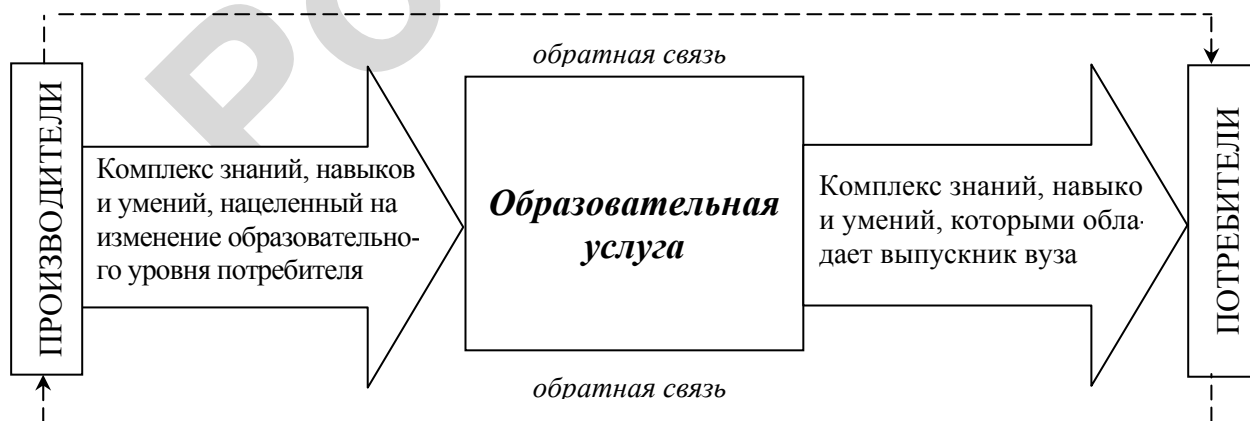 обратная связь
ПРОИЗВОДИТЕЛИ
Комплекс знаний, навыков
и умений, нацеленный на
изменение образовательно-
го уровня потребителя
Образовательная
услуга
Комплекс знаний, навыко
и умений, которыми обла-
дает выпускник вуза
ПОТРЕБИТЕЛИ
обратная связь